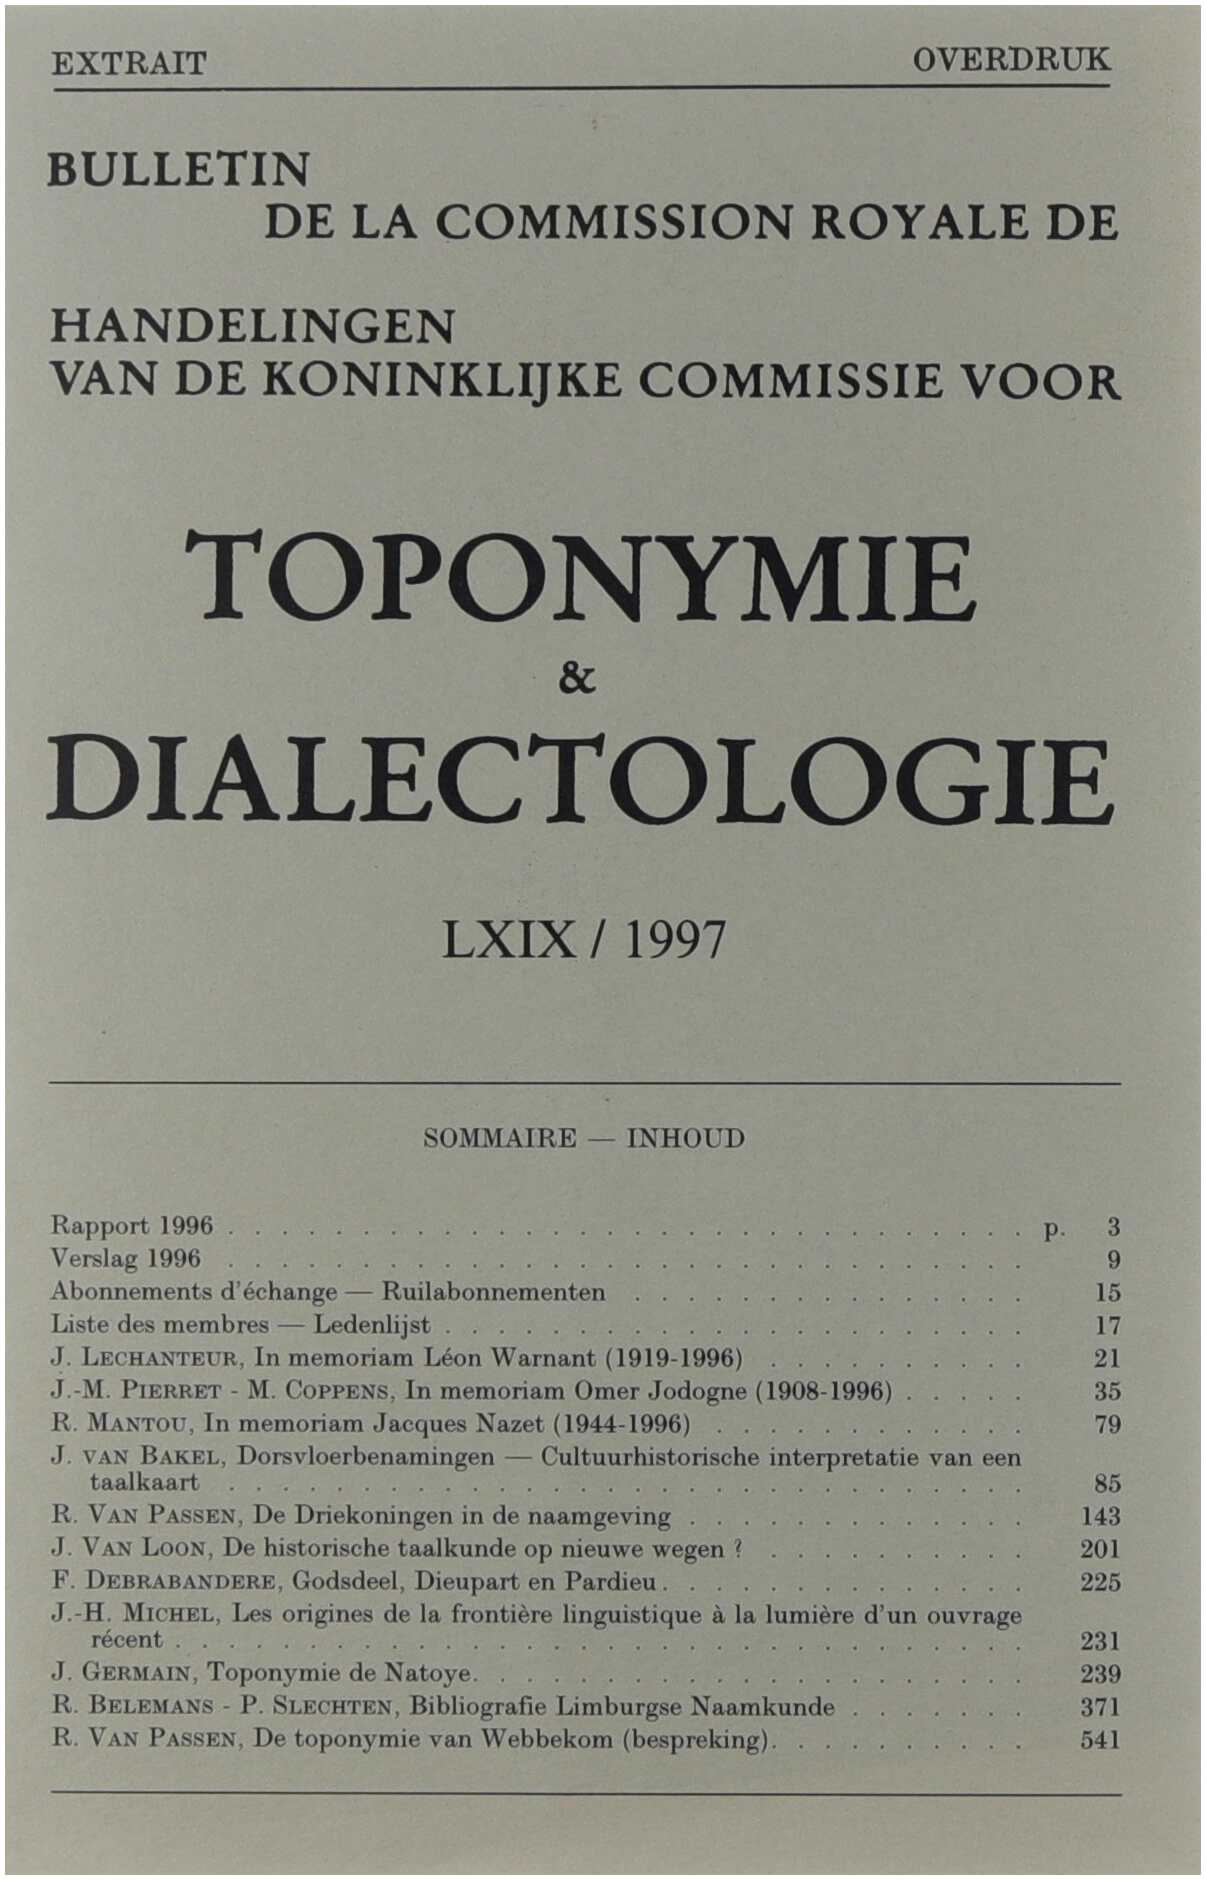 EXTRAIT OVERDRUK
BULLETIN
DE LA COMMISSION ROYALE DE
HANDELINGEN
VAN DE KONINKLIJKE COMMISSIE VOOR
TOPONYMIE
&
DIALECTOLOGIE
LXIX / 1997
SOMMAIRE — INHOUD
Rapport 1996 . . . . . . . . . . . . . . . . . . . . . . . . . . . . . . p. 3
Verslag 1996 . . . . . . . . . . . . . . . . . . . . . . . . . . . . . . 9
Abonnements d'échange — Ruilabonnementen . . . . . . . . . . . . . . . 15
Liste des membres — Ledenlijst . . . . . . . . . . . . . . . . . . . . . . 17
J. LECHANTEUR, In memoriam Léon Warnant (1919-1996) . . . . . . . . . . 21
J.-M. PIERRET - M. COPPENS, In memoriam Omer Jodogne (1908-1996) . . . . . 35
R. MANTOU, In memoriam Jacques Nazet (1944-1996) . . . . . . . . . . . . 79
J. VAN BAKEL, Dorsvloerbenamingen — Cultuurhistorische interpretatie van een
taalkaart . . . . . . . . . . . . . . . . . . . . . . . . . . . . . . 85
R. VAN PASSEN, De Driekoningen in de naamgeving . . . . . . . . . . . . . 143
J. VAN LOON, De historische taalkunde op nieuwe wegen ? . . . . . . . . . . 201
F. DEBRABANDERE, Godsdeel, Dieupart en Pardieu . . . . . . . . . . . . . . 225
J.-H. MICHEL, Les origines de la frontière linguistique à la lumière d'un ouvrage
récent . . . . . . . . . . . . . . . . . . . . . . . . . . . . . . . . 231
J. GERMAIN, Toponymie de Natoye. . . . . . . . . . . . . . . . . . . . . 239
R. BELEMANS - P. SLECHTEN, Bibliografie Limburgse Naamkunde . . . . . . . 371
R. VAN PASSEN, De toponymie van Webbekom (bespreking). . . . . . . . . . 541